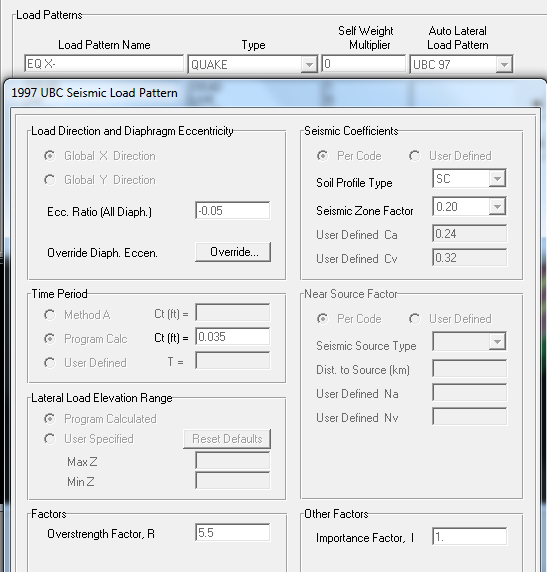 Load Patterns
Self Weight
Auto Lateral
Load Pattern Name
Type
Multiplier
Load Pattern
EQ X-
QUAKE
0
UBC 97
1997 UBC Seismic Load Pattern
Load Direction and Diaphragm Eccentricity
Global X Direction
Global Y Direction
Ecc. Ratio (All Diaph.)
-0.05
Override Diaph. Eccen.
Override...
Seismic Coefficients
Per Code
User Defined
Soil Profile Type
SC
Seismic Zone Factor
0.20
User Defined Ca
0.24
User Defined Cv
0.32
Time Period
Method A
Ct (ft) =
Program Calc
Ct (ft) =
0.035
User Defined
T =
Near Source Factor
Per Code
User Defined
Seismic Source Type
Dist. to Source (km)
User Defined Na
User Defined Nv
Lateral Load Elevation Range
Program Calculated
User Specified
Reset Defaults
Max Z
Min Z
Factors
Overstrength Factor, R
5.5
Other Factors
Importance Factor, I
1.